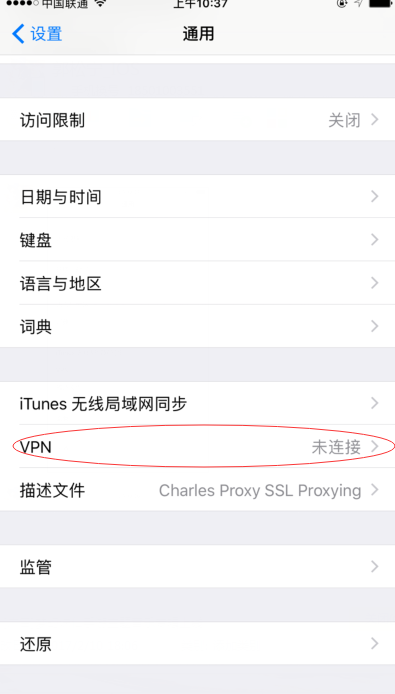 中国联通 上午10:37
设置 通用
访问限制 关闭
日期与时间
键盘
语言与地区
词典
iTunes 无线局域网同步
VPN 未连接
描述文件 Charles Proxy SSL Proxying
监管
还原